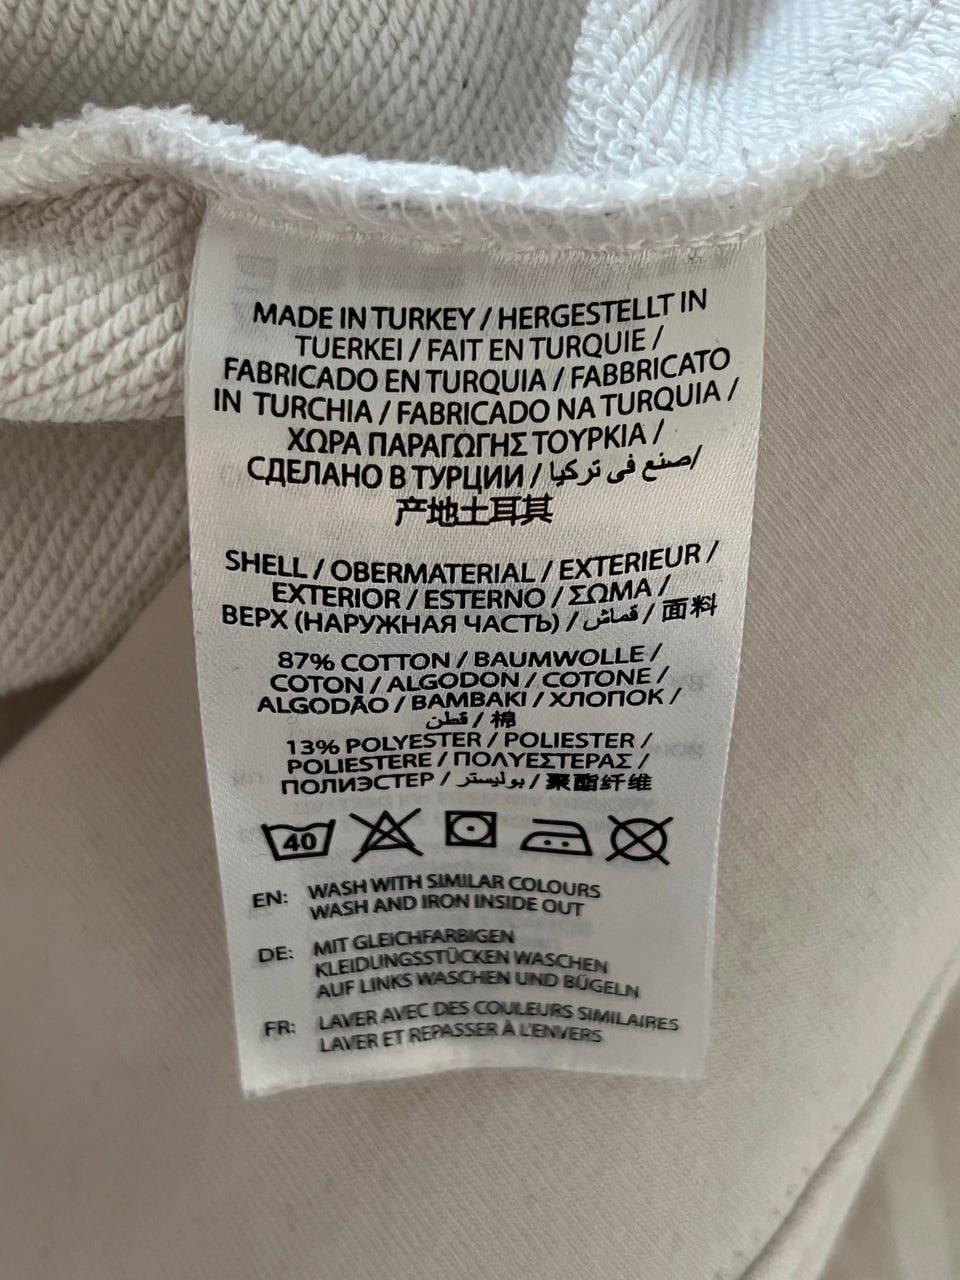 MADE IN TURKEY / HERGESTELLT IN
TUERKEI / FAIT EN TURQUIE /
FABRICADO EN TURQUIA / FABBRICATO
IN TURCHIA / FABRICADO NA TURQUIA /
ΧΩΡΑ ΠΑΡΑΓΩΓΗΣ ΤΟΥΡΚΙΑ /
СДЕЛАНО В ТУРЦИИ / صنع في تركيا /
产地土耳其
SHELL / OBERMATERIAL / EXTERIEUR /
EXTERIOR / ESTERNO / ΣΩΜΑ /
ВЕРХ (НАРУЖНАЯ ЧАСТЬ) / قماش / 面料
87% COTTON / BAUMWOLLE /
COTON / ALGODON / COTONE /
ALGODÃO / ΒΑΜΒΑΚΙ / ХЛОПОК /
قطن / 棉
13% POLYESTER / POLIESTER /
POLIESTERE / ΠΟΛΥΕΣΤΕΡΑΣ /
ПОЛИЭСТЕР / بوليستر / 聚酯纤维
40
EN: WASH WITH SIMILAR COLOURS
WASH AND IRON INSIDE OUT
DE: MIT GLEICHFARBIGEN
KLEIDUNGSSTÜCKEN WASCHEN
AUF LINKS WASCHEN UND BÜGELN
FR: LAVER AVEC DES COULEURS SIMILAIRES
LAVER ET REPASSER À L'ENVERS